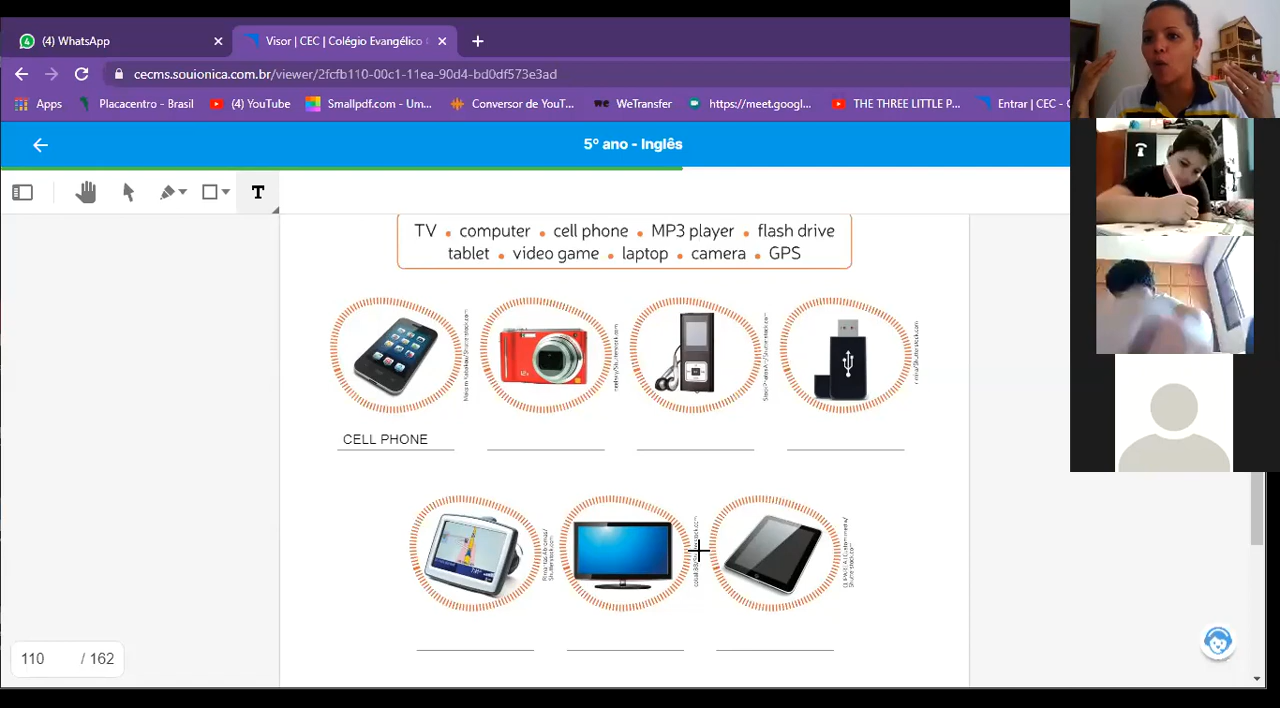 (4) WhatsApp
Visor | CEC | Colégio Evangélico
cecms.souionica.com.br/viewer/2fcfb110-00c1-11ea-90d4-bd0df573e3ad
Apps Placacentro - Brasil (4) YouTube Smallpdf.com - Um... Conversor de YouT... WeTransfer https://meet.googl... THE THREE LITTLE P... Entrar | CEC - C
5º ano - Inglês
T
TV • computer • cell phone • MP3 player • flash drive
tablet • video game • laptop • camera • GPS
CELL PHONE
110 / 162